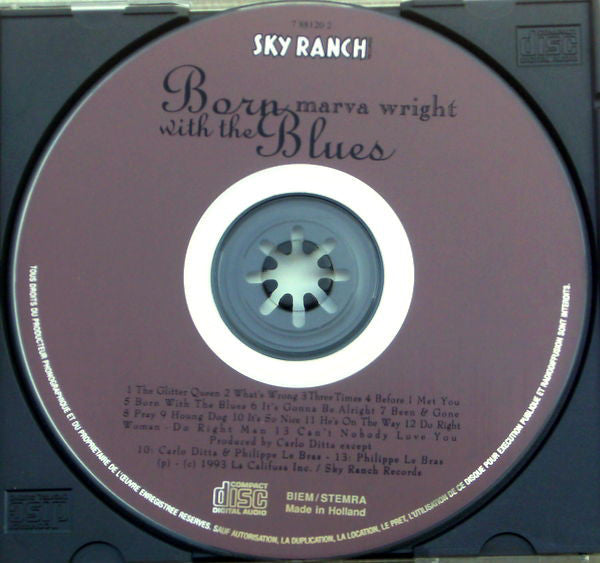 7 88120 2
SKY RANCH
Born marva wright
with the Blues
1 The Glitter Queen 2 What's Wrong 3 Three Times 4 Before I Met You
5 Born With The Blues 6 It's Gonna Be Alright 7 Been & Gone
8 Pray 9 Houng Dog 10 It's So Nice 11 He's On The Way 12 Do Right
Woman - Do Right Man 13 Can't Nobody Love You
Produced by Carlo Ditta except
10: Carlo Ditta & Philippe Le Bras - 13: Philippe Le Bras
(p) - (c) 1993 La Califusa Inc. / Sky Ranch Records
COMPACT
disc
DIGITAL AUDIO
BIEM/STEMRA
Made in Holland
TOUS DROITS DU PRODUCTEUR PHONOGRAPHIQUE ET DU PROPRIETAIRE DE L'ŒUVRE ENREGISTREE RESERVES. SAUF AUTORISATION, LA DUPLICATION, LA LOCATION, LE PRET, L'UTILISATION DE CE DISQUE POUR EXECUTION PUBLIQUE ET RADIODIFFUSION SONT INTERDITS.
COMPACT
disc